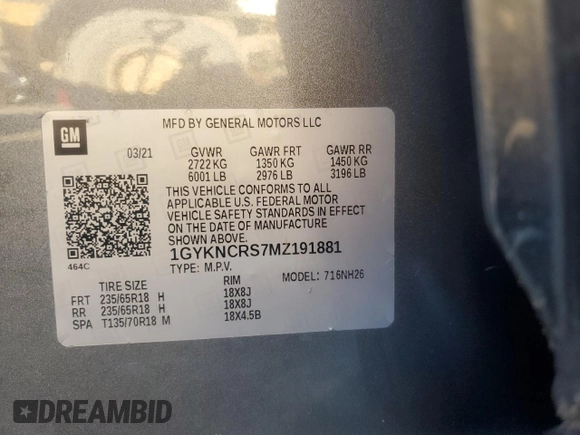 GM
MFD BY GENERAL MOTORS LLC
03/21 GVWR GAWR FRT GAWR RR
2722 KG 1350 KG 1450 KG
6001 LB 2976 LB 3196 LB
THIS VEHICLE CONFORMS TO ALL
APPLICABLE U.S. FEDERAL MOTOR
VEHICLE SAFETY STANDARDS IN EFFECT
ON THE DATE OF MANUFACTURE
SHOWN ABOVE.
464C
1GYKNCRS7MZ191881
TYPE: M.P.V. MODEL: 716NH26
TIRE SIZE RIM
FRT 235/65R18 H 18X8J
RR 235/65R18 H 18X8J
SPA T135/70R18 M 18X4.5B
DREAMBID